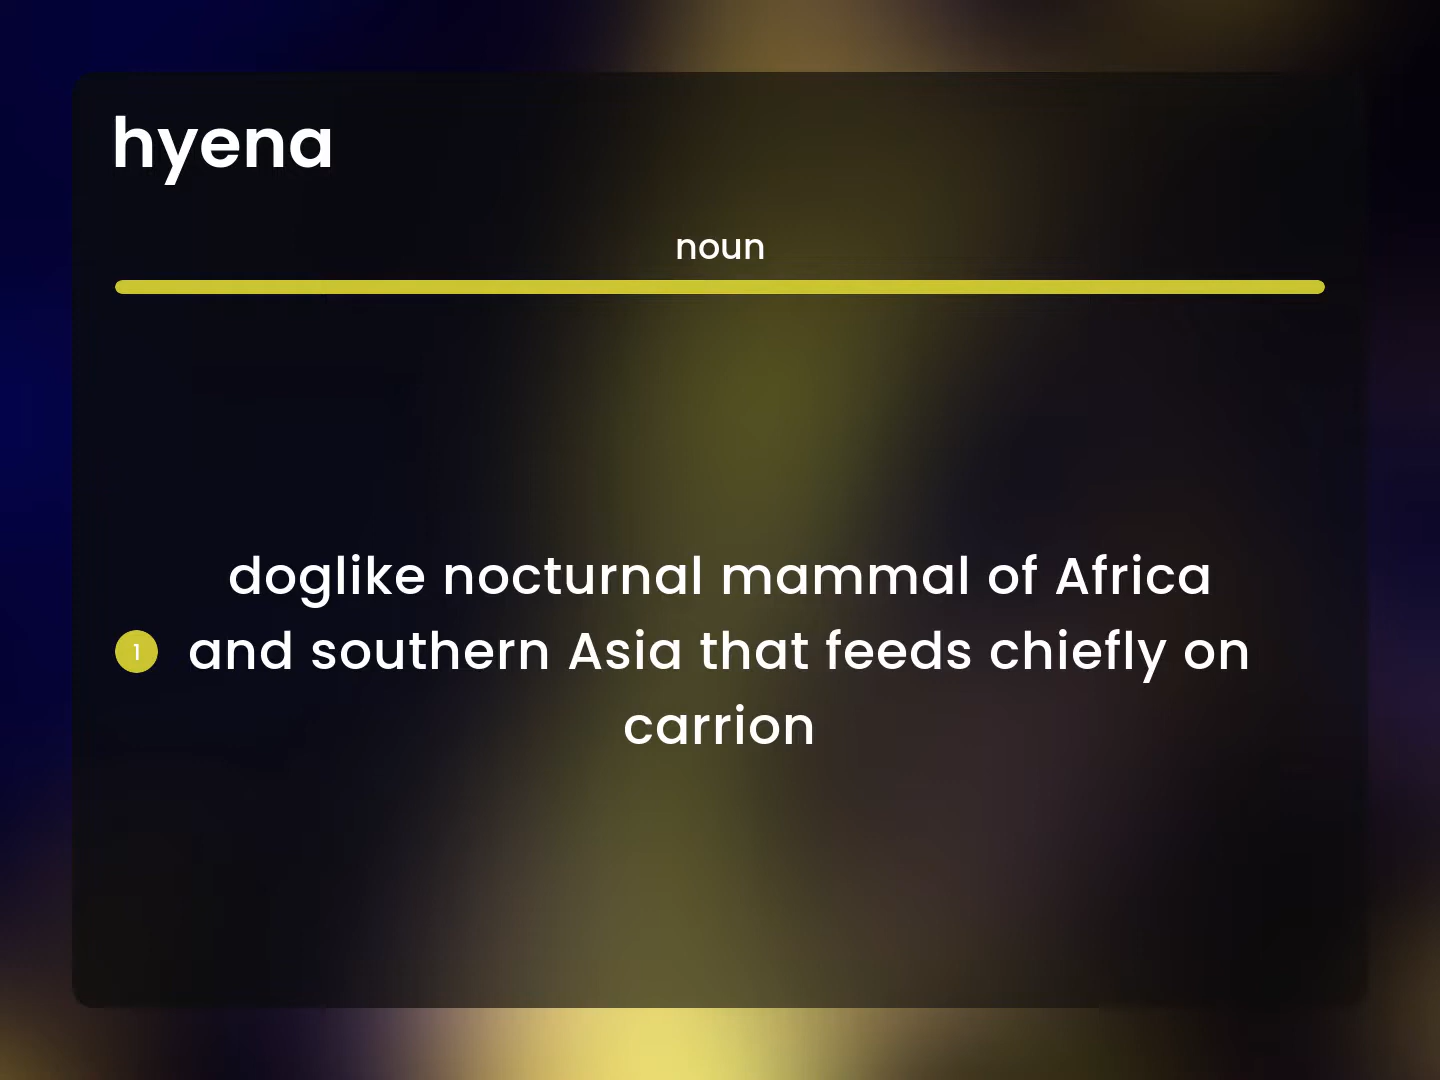 hyena
noun
doglike nocturnal mammal of Africa
1 and southern Asia that feeds chiefly on
carrion